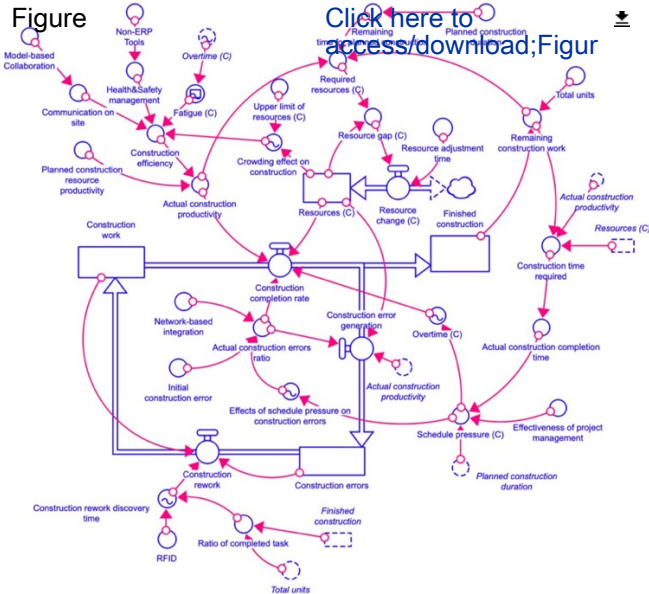 Figure
Click here to
access/download;Figur
Non-ERP
Tools
Remaining
Planned construction
Model-based
Collaboration
Overtime (C)
Required
resources (C)
Health&Safety
management
Fatigue (C)
Upper limit of
resources (C)
Total units
Communication on
site
Resource gap (C)
Resource adjustment
time
Remaining
construction work
Construction
efficiency
Crowding effect on
construction
Planned construction
resource
productivity
Actual construction
productivity
Resources (C)
Resource
change (C)
Finished
construction
Actual
construction
productivity
Resources (C)
Construction
work
Construction time
required
Construction
completion rate
Network-based
integration
Construction error
generation
Overtime (C)
Actual construction errors
ratio
Actual construction completion
time
Initial
construction error
Actual construction
productivity
Effects of schedule pressure on
construction errors
Schedule pressure (C)
Effectiveness of project
management
Planned construction
duration
Construction
rework
Construction errors
Construction rework discovery
time
Finished
construction
RFID
Ratio of completed task
Total units